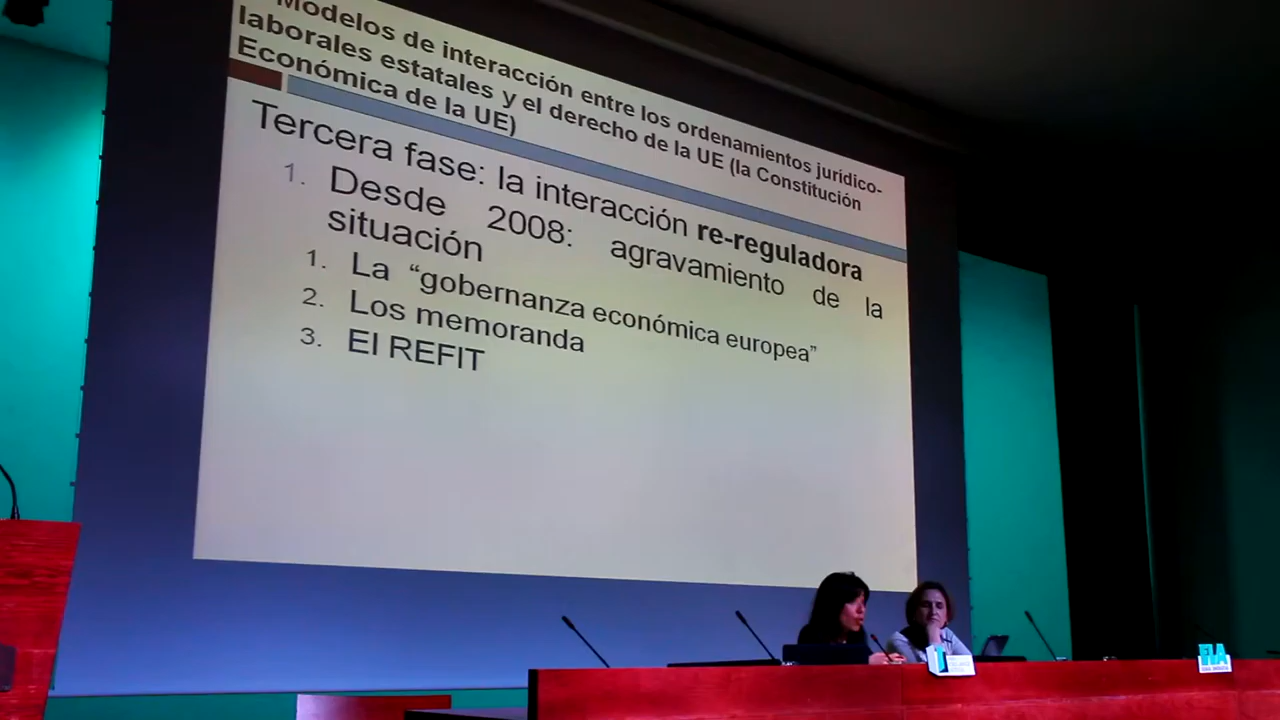 Modelos de interacción entre los ordenamientos jurídico-
laborales estatales y el derecho de la UE (la Constitución
Económica de la UE)
Tercera fase: la interacción re-reguladora
1. Desde 2008: agravamiento de la
situación
1. La “gobernanza económica europea”
2. Los memoranda
3. El REFIT